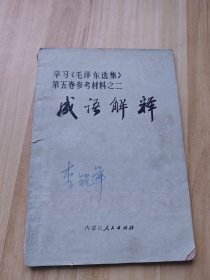 学习《毛泽东选集》
第五卷参考材料之二
成语解释
李
内蒙古人民出版社